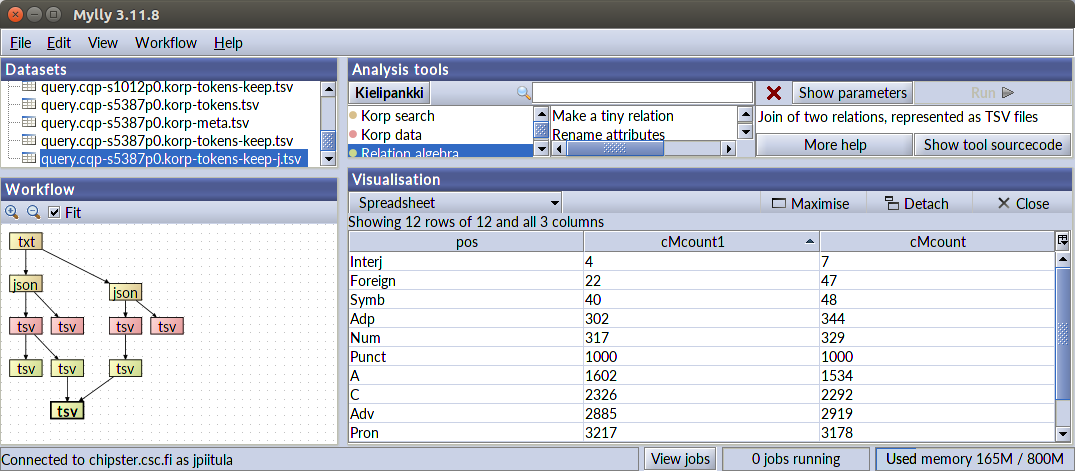 Mylly 3.11.8
File Edit View Workflow Help
Datasets
query.cqp-s1012p0.korp-tokens-keep.tsv
query.cqp-s5387p0.korp-tokens.tsv
query.cqp-s5387p0.korp-meta.tsv
query.cqp-s5387p0.korp-tokens-keep.tsv
query.cqp-s5387p0.korp-tokens-keep-j.tsv
Workflow
Fit
txt
json json
tsv tsv tsv tsv
tsv tsv tsv
tsv
Analysis tools
Kielipankki
Show parameters Run
Korp search
Korp data
Relation algebra
Make a tiny relation
Rename attributes
Join of two relations, represented as TSV files
More help Show tool sourcecode
Visualisation
Spreadsheet Maximise Detach Close
Showing 12 rows of 12 and all 3 columns
pos cMcount1 cMcount
Interj 4 7
Foreign 22 47
Symb 40 48
Adp 302 344
Num 317 329
Punct 1000 1000
A 1602 1534
C 2326 2292
Adv 2885 2919
Pron 3217 3178
Connected to chipster.csc.fi as jpiitula View jobs 0 jobs running Used memory 165M / 800M